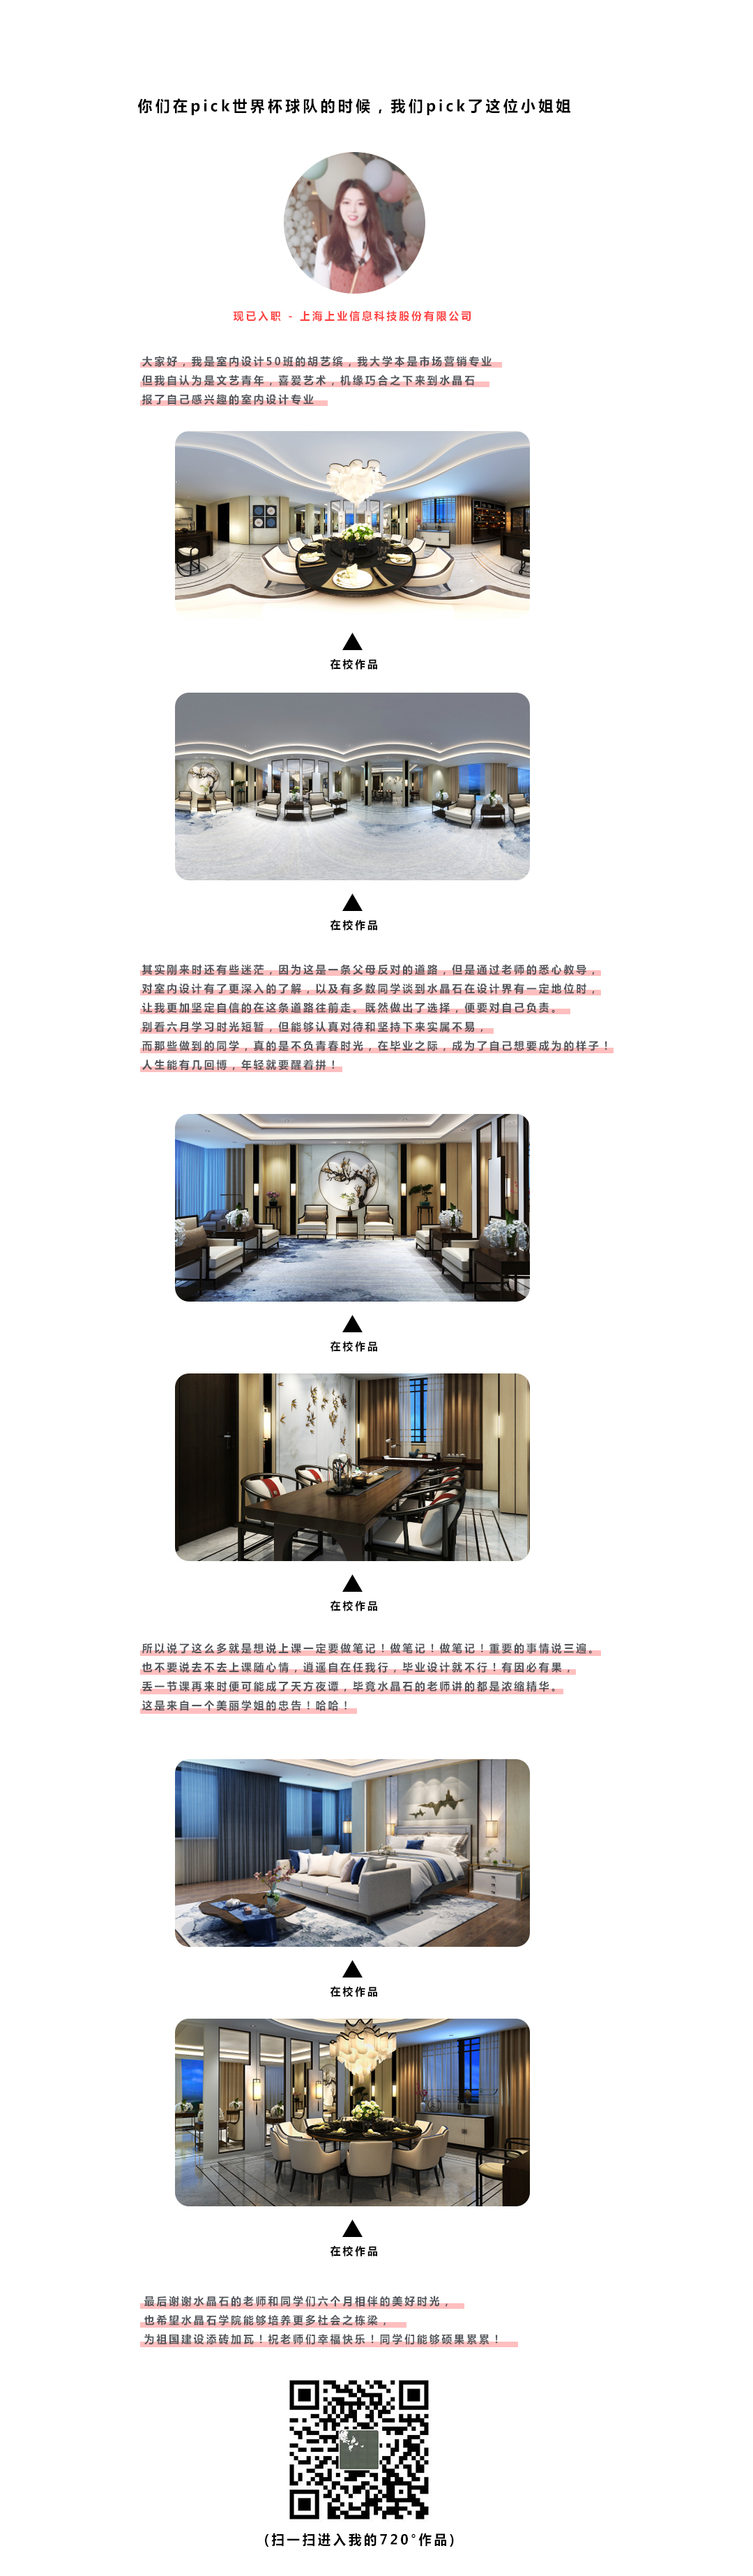 你们在pick世界杯球队的时候，我们pick了这位小姐姐
现已入职 - 上海上业信息科技股份有限公司
大家好，我是室内设计50班的胡艺缤，我大学本是市场营销专业
但我自认为是文艺青年，喜爱艺术，机缘巧合之下来到水晶石
报了自己感兴趣的室内设计专业
在校作品
在校作品
其实刚来时还有些迷茫，因为这是一条父母反对的道路，但是通过老师的悉心教导，
对室内设计有了更深入的了解，以及有多数同学谈到水晶石在设计界有一定地位时，
让我更加坚定自信的在这条道路往前走。既然做出了选择，便要对自己负责。
别看六月学习时光短暂，但能够认真对待和坚持下来实属不易，
而那些做到的同学，真的是不负青春时光，在毕业之际，成为了自己想要成为的样子！
人生能有几回博，年轻就要醒着拼！
在校作品
在校作品
所以说了这么多就是想说上课一定要做笔记！做笔记！做笔记！重要的事情说三遍。
也不要说去不去上课随心情，逍遥自在任我行，毕业设计就不行！有因必有果，
丢一节课再来时便可能成了天方夜谭，毕竟水晶石的老师讲的都是浓缩精华。
这是来自一个美丽学姐的忠告！哈哈！
在校作品
在校作品
最后谢谢水晶石的老师和同学们六个月相伴的美好时光，
也希望水晶石学院能够培养更多社会之栋梁，
为祖国建设添砖加瓦！祝老师们幸福快乐！同学们能够硕果累累！
(扫一扫进入我的720°作品)